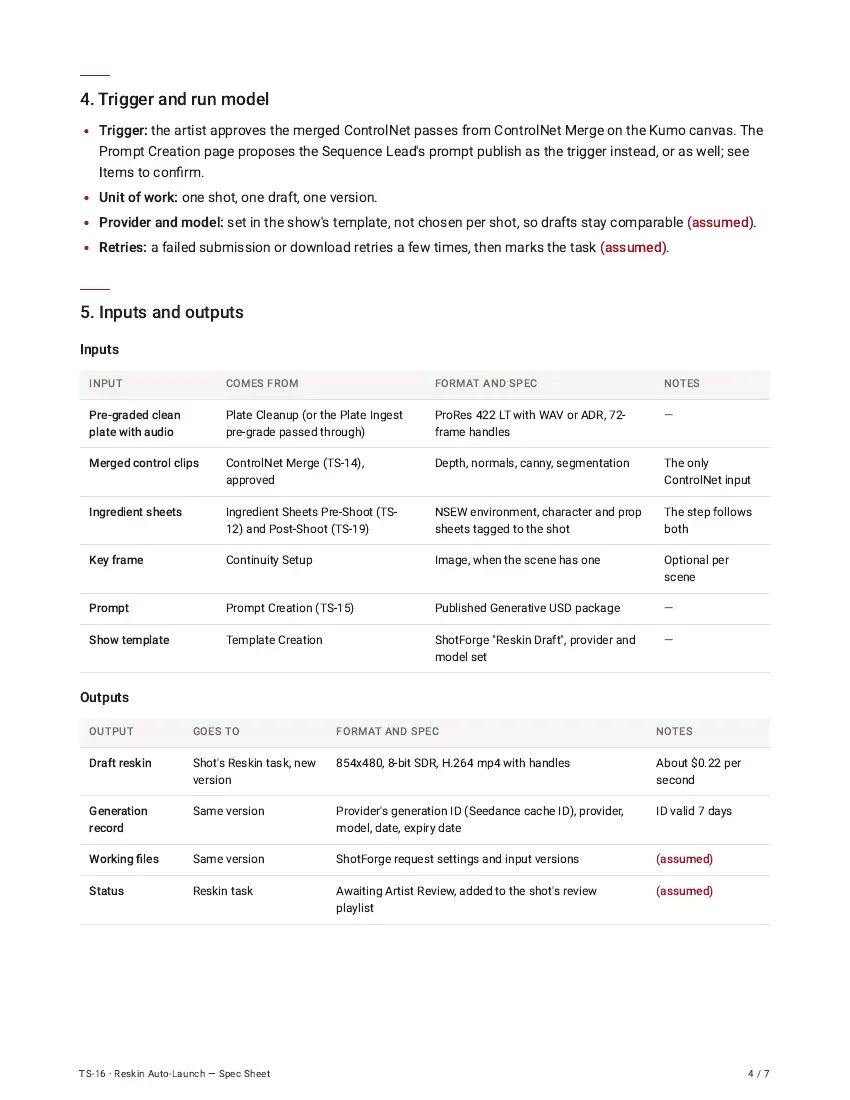 4. Trigger and run model
• Trigger: the artist approves the merged ControlNet passes from ControlNet Merge on the Kumo canvas. The
Prompt Creation page proposes the Sequence Lead's prompt publish as the trigger instead, or as well; see
Items to confirm.
• Unit of work: one shot, one draft, one version.
• Provider and model: set in the show's template, not chosen per shot, so drafts stay comparable (assumed).
• Retries: a failed submission or download retries a few times, then marks the task (assumed).
5. Inputs and outputs
Inputs
INPUT COMES FROM FORMAT AND SPEC NOTES
Pre-graded clean Plate Cleanup (or the Plate Ingest ProRes 422 LT with WAV or ADR, 72- —
plate with audio pre-grade passed through) frame handles
Merged control clips ControlNet Merge (TS-14), Depth, normals, canny, segmentation The only
approved ControlNet input
Ingredient sheets Ingredient Sheets Pre-Shoot (TS- NSEW environment, character and prop The step follows
12) and Post-Shoot (TS-19) sheets tagged to the shot both
Key frame Continuity Setup Image, when the scene has one Optional per
scene
Prompt Prompt Creation (TS-15) Published Generative USD package —
Show template Template Creation ShotForge "Reskin Draft", provider and —
model set
Outputs
OUTPUT GOES TO FORMAT AND SPEC NOTES
Draft reskin Shot's Reskin task, new 854x480, 8-bit SDR, H.264 mp4 with handles About $0.22 per
version second
Generation Same version Provider's generation ID (Seedance cache ID), provider, ID valid 7 days
record model, date, expiry date
Working files Same version ShotForge request settings and input versions (assumed)
Status Reskin task Awaiting Artist Review, added to the shot's review (assumed)
playlist
TS-16 · Reskin Auto-Launch — Spec Sheet 4 / 7